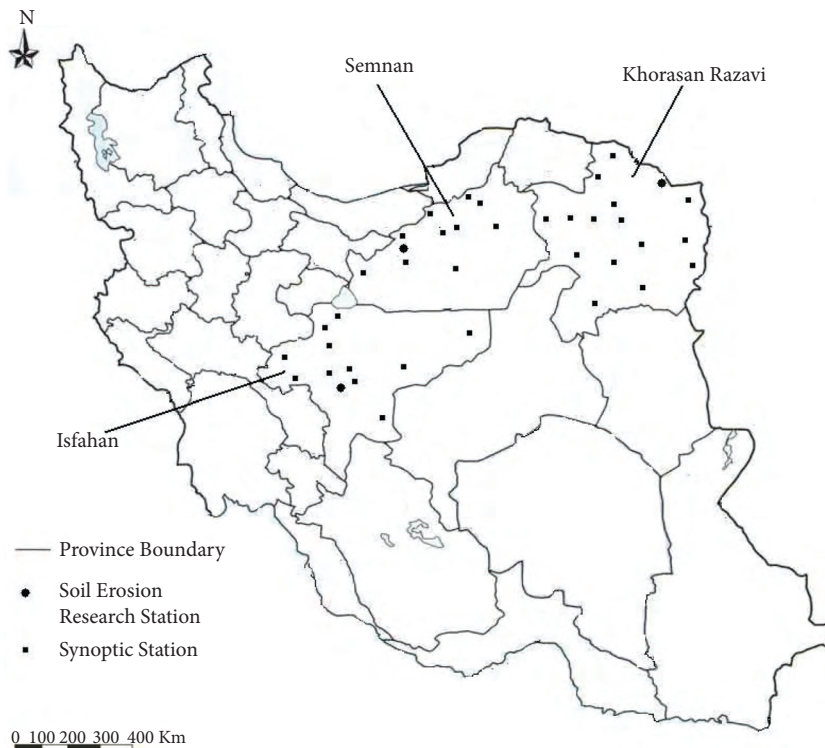 N
Semnan
Khorasan Razavi
Isfahan
Province Boundary
Soil Erosion
Research Station
Synoptic Station
0 100 200 300 400 Km